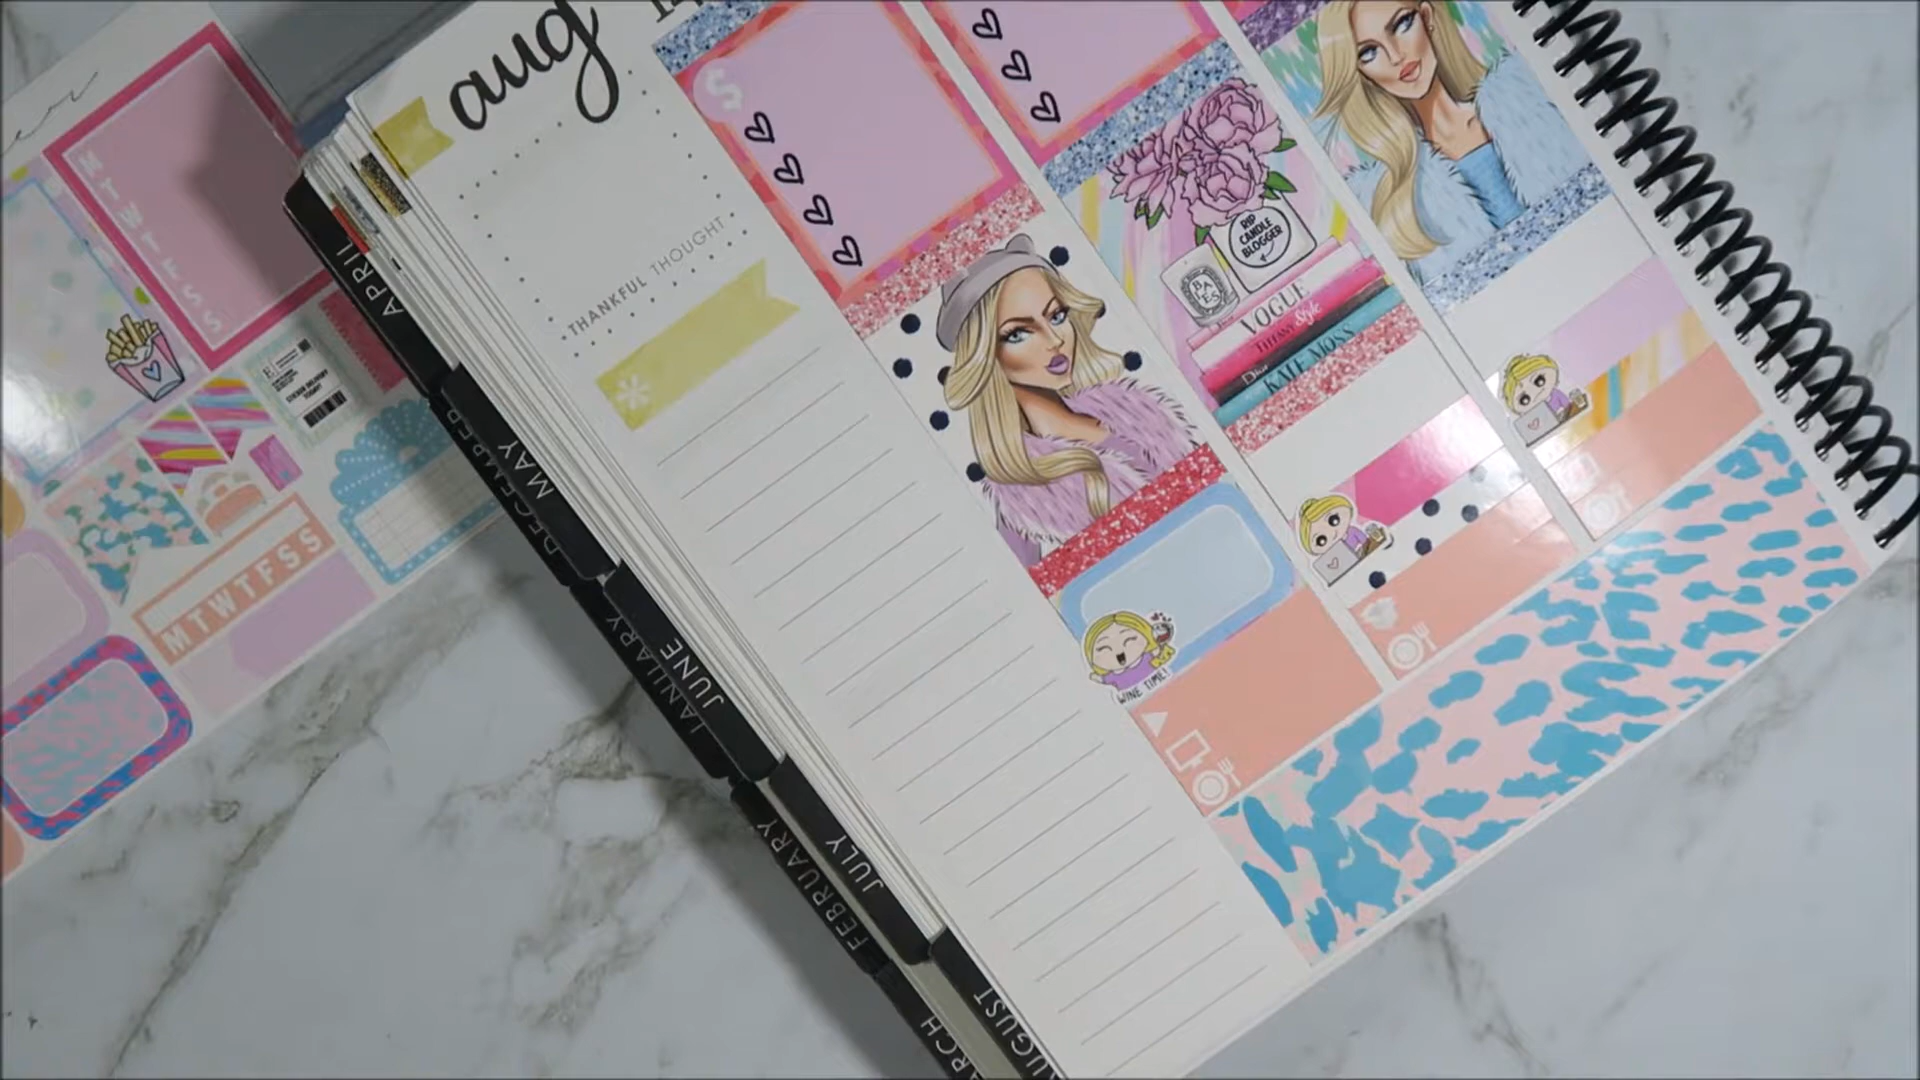 aug
THANKFUL THOUGHT
$
RIP
CANDLE
BLOGGER
BAIES
VOGUE
TIFFANY Style
Dior
KATE MOSS
WINE TIME!
MTWTFSS
APRIL
DECEMBER
MAY
JANUARY
JUNE
FEBRUARY
JULY
MARCH
AUGUST